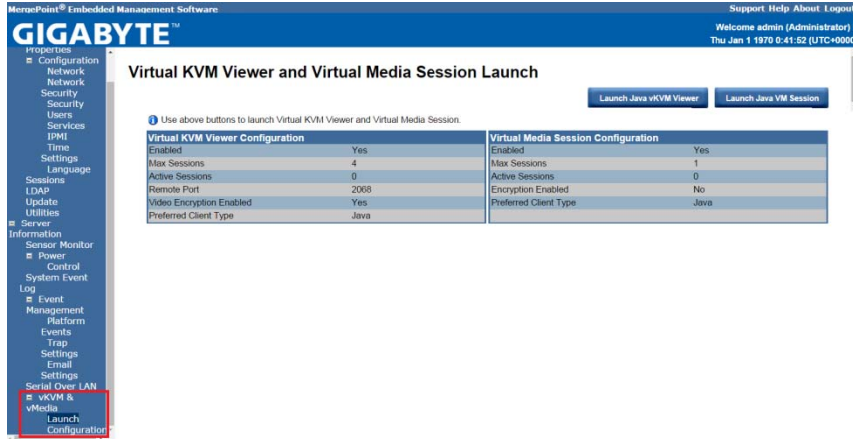 MergePoint® Embedded Management Software
Support Help About Logout
GIGABYTE™
Welcome admin (Administrator)
Thu Jan 1 1970 0:41:52 (UTC+0000
Properties
Configuration
Network
Network
Security
Security
Users
Services
IPMI
Time
Settings
Language
Sessions
LDAP
Update
Utilities
Server
Information
Sensor Monitor
Power
Control
System Event
Log
Event
Management
Platform
Events
Trap
Settings
Email
Settings
Serial Over LAN
vKVM &
vMedia
Launch
Configuration
Virtual KVM Viewer and Virtual Media Session Launch
Launch Java vKVM Viewer
Launch Java VM Session
Use above buttons to launch Virtual KVM Viewer and Virtual Media Session.
Virtual KVM Viewer Configuration
Enabled Yes
Max Sessions 4
Active Sessions 0
Remote Port 2068
Video Encryption Enabled Yes
Preferred Client Type Java
Virtual Media Session Configuration
Enabled Yes
Max Sessions 1
Active Sessions 0
Encryption Enabled No
Preferred Client Type Java